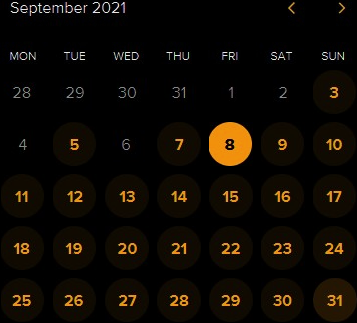 September 2021
MON TUE WED THU FRI SAT SUN
28 29 30 31 1 2 3
4 5 6 7 8 9 10
11 12 13 14 15 16 17
18 19 20 21 22 23 24
25 26 27 28 29 30 31